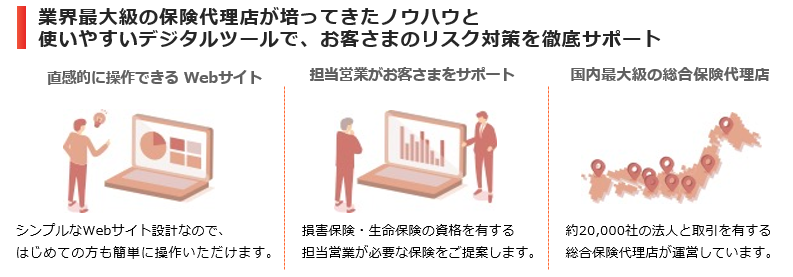 業界最大級の保険代理店が培ってきたノウハウと
使いやすいデジタルツールで、お客さまのリスク対策を徹底サポート
直感的に操作できる Webサイト
シンプルなWebサイト設計なので、
はじめての方も簡単に操作いただけます。
担当営業がお客さまをサポート
損害保険・生命保険の資格を有する
担当営業が必要な保険をご提案します。
国内最大級の総合保険代理店
約20,000社の法人と取引を有する
総合保険代理店が運営しています。